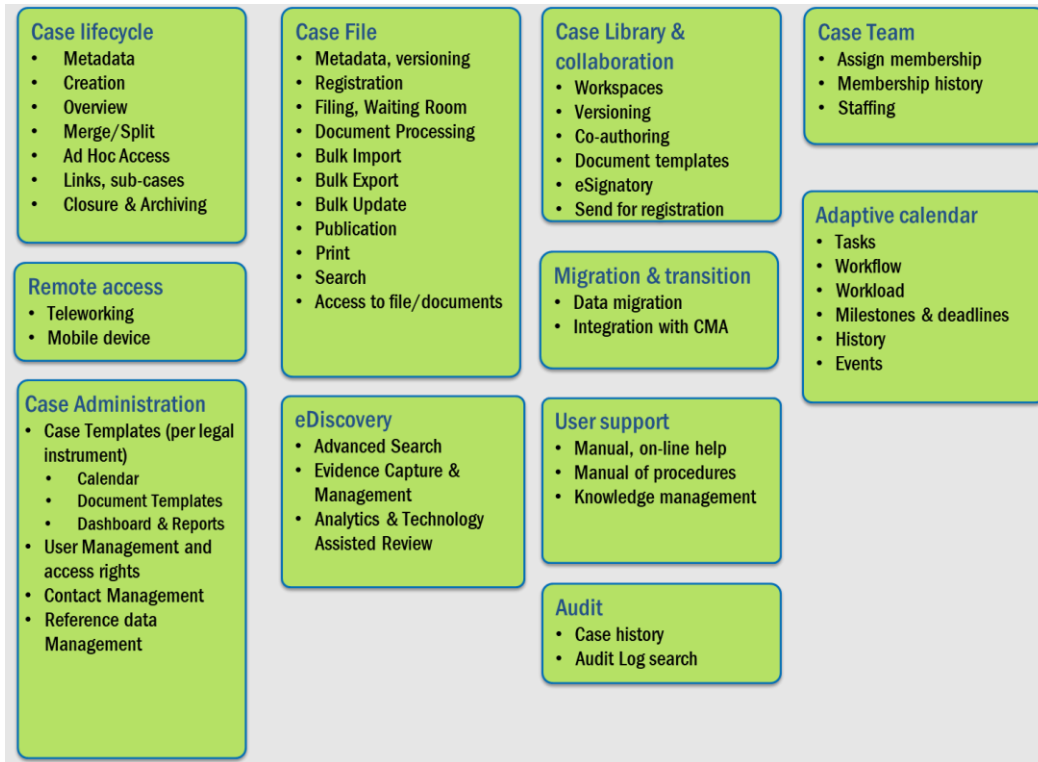 Case lifecycle
• Metadata
• Creation
• Overview
• Merge/Split
• Ad Hoc Access
• Links, sub-cases
• Closure & Archiving
Remote access
• Teleworking
• Mobile device
Case Administration
• Case Templates (per legal
instrument)
• Calendar
• Document Templates
• Dashboard & Reports
• User Management and
access rights
• Contact Management
• Reference data
Management
Case File
• Metadata, versioning
• Registration
• Filing, Waiting Room
• Document Processing
• Bulk Import
• Bulk Export
• Bulk Update
• Publication
• Print
• Search
• Access to file/documents
eDiscovery
• Advanced Search
• Evidence Capture &
Management
• Analytics & Technology
Assisted Review
Case Library &
collaboration
• Workspaces
• Versioning
• Co-authoring
• Document templates
• eSignatory
• Send for registration
Migration & transition
• Data migration
• Integration with CMA
User support
• Manual, on-line help
• Manual of procedures
• Knowledge management
Audit
• Case history
• Audit Log search
Case Team
• Assign membership
• Membership history
• Staffing
Adaptive calendar
• Tasks
• Workflow
• Workload
• Milestones & deadlines
• History
• Events